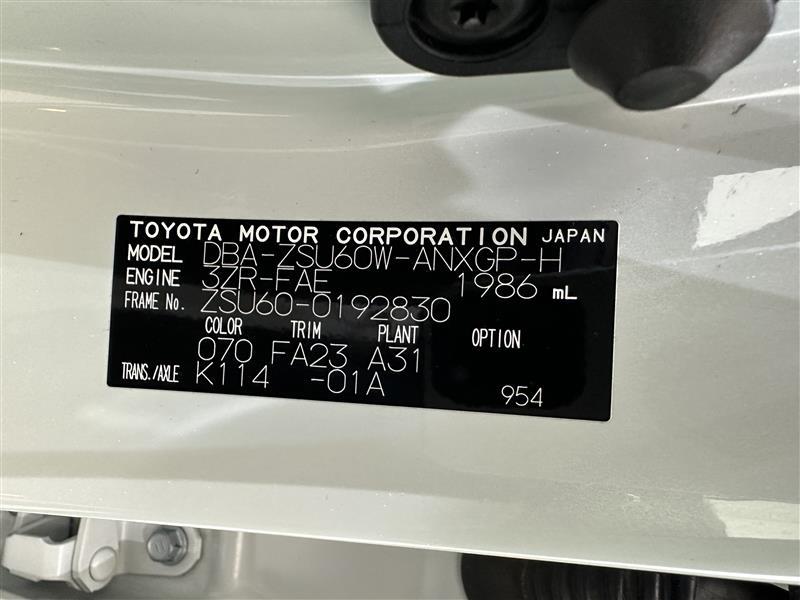 TOYOTA MOTOR CORPORATION JAPAN
MODEL DBA-ZSU60W-ANXGP-H
ENGINE 3ZR-FAE 1986 mL
FRAME No. ZSU60-0192830
COLOR TRIM PLANT OPTION
070 FA23 A31
TRANS./AXLE K114 -01A 954